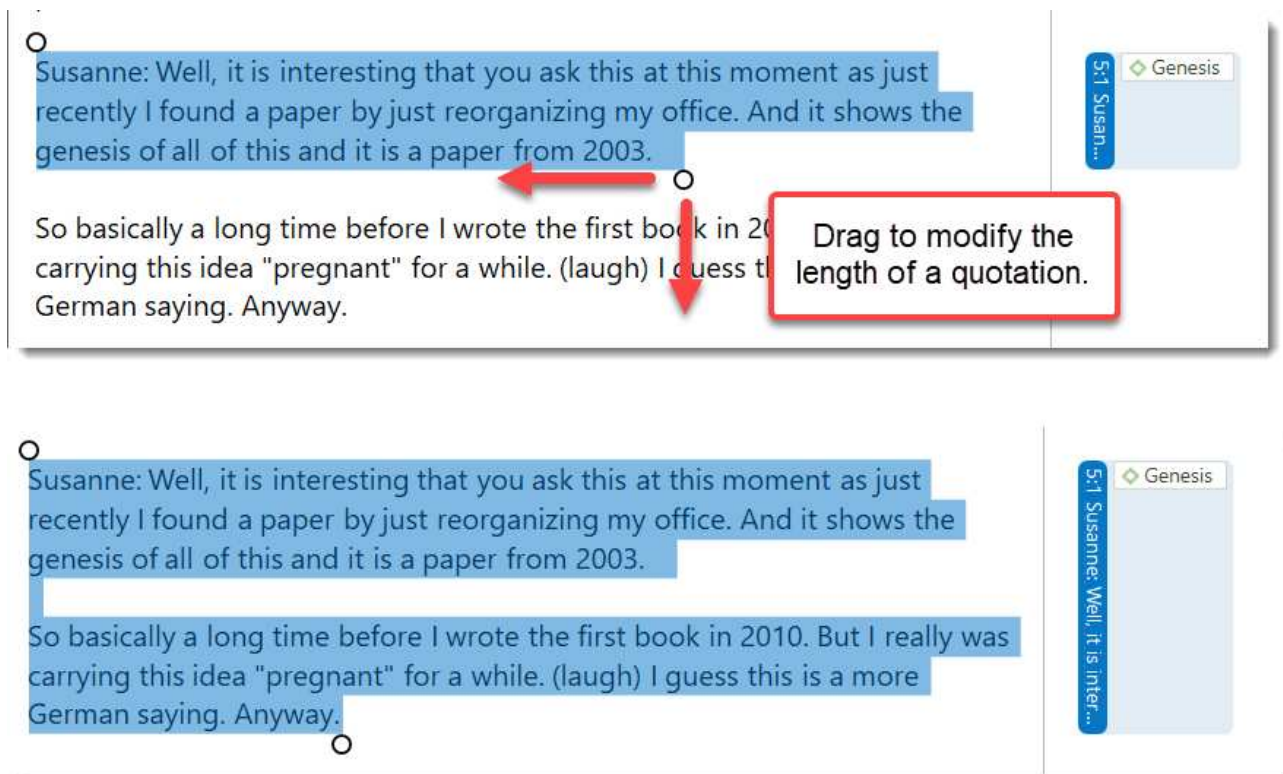 Susanne: Well, it is interesting that you ask this at this moment as just
recently I found a paper by just reorganizing my office. And it shows the
genesis of all of this and it is a paper from 2003.
So basically a long time before I wrote the first book in
carrying this idea "pregnant" for a while. (laugh) I guess
German saying. Anyway.
Drag to modify the
length of a quotation.
5:1 Susan...
Genesis
Susanne: Well, it is interesting that you ask this at this moment as just
recently I found a paper by just reorganizing my office. And it shows the
genesis of all of this and it is a paper from 2003.
So basically a long time before I wrote the first book in 2010. But I really was
carrying this idea "pregnant" for a while. (laugh) I guess this is a more
German saying. Anyway.
5:1 Susanne: Well, it is inter...
Genesis